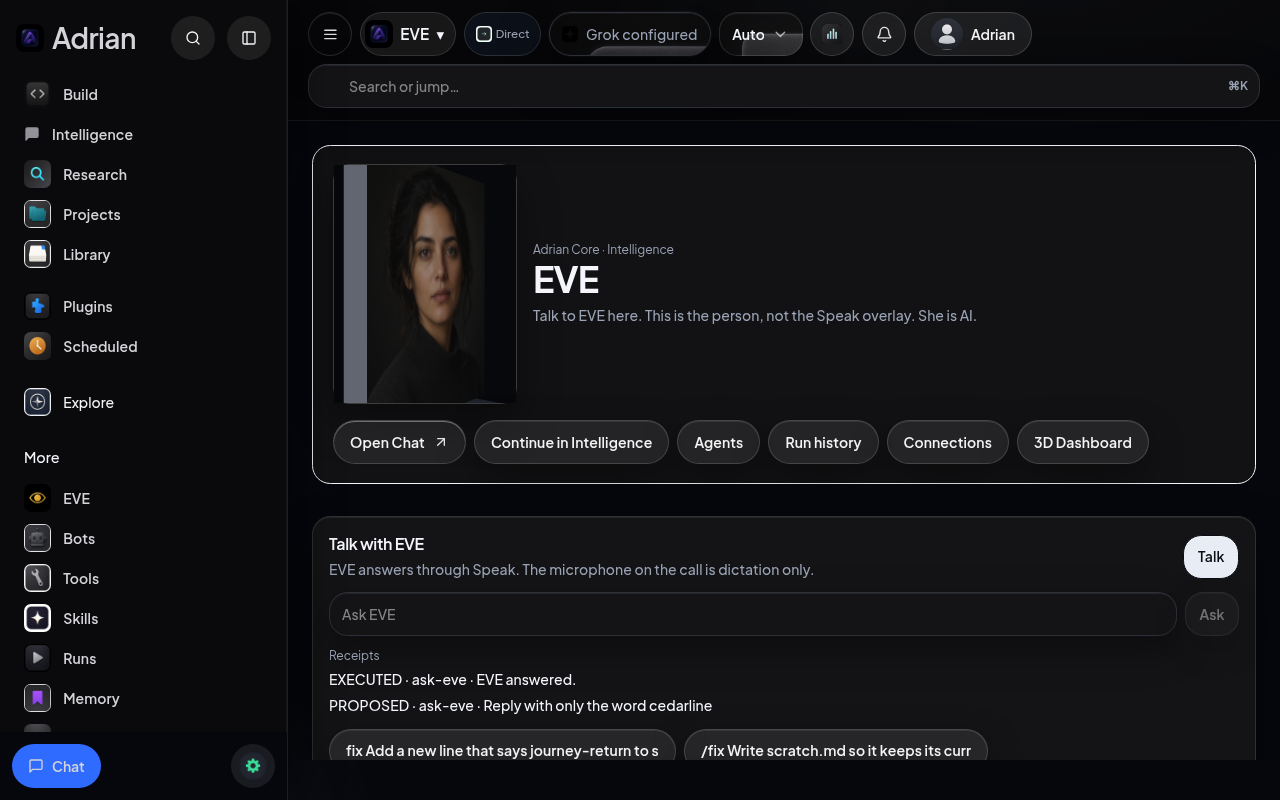 Adrian
Build
Intelligence
Research
Projects
Library
Plugins
Scheduled
Explore
More
EVE
Bots
Tools
Skills
Runs
Memory
Chat
EVE ▾
Direct
Grok configured
Auto
Adrian
Search or jump…
⌘K
Adrian Core · Intelligence
EVE
Talk to EVE here. This is the person, not the Speak overlay. She is AI.
Open Chat
Continue in Intelligence
Agents
Run history
Connections
3D Dashboard
Talk with EVE
EVE answers through Speak. The microphone on the call is dictation only.
Talk
Ask EVE
Ask
Receipts
EXECUTED · ask-eve · EVE answered.
PROPOSED · ask-eve · Reply with only the word cedarline
fix Add a new line that says journey-return to s
/fix Write scratch.md so it keeps its curr